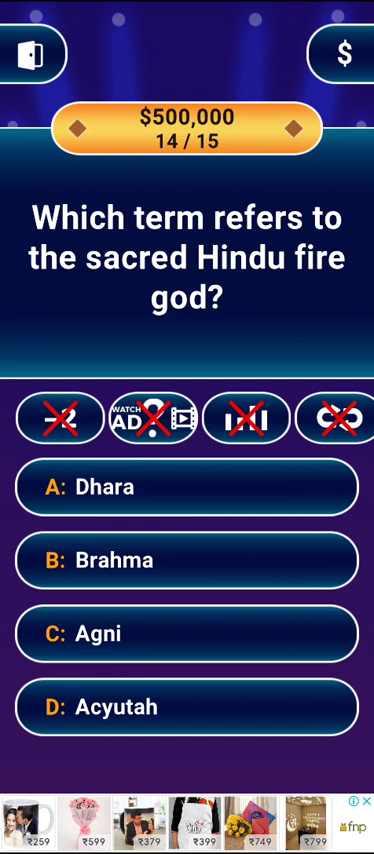 $
$500,000
14 / 15
Which term refers to
the sacred Hindu fire
god?
-2
WATCH
AD
?
A: Dhara
B: Brahma
C: Agni
D: Acyutah
₹259
₹599
₹379
₹399
₹749
₹799
fnp